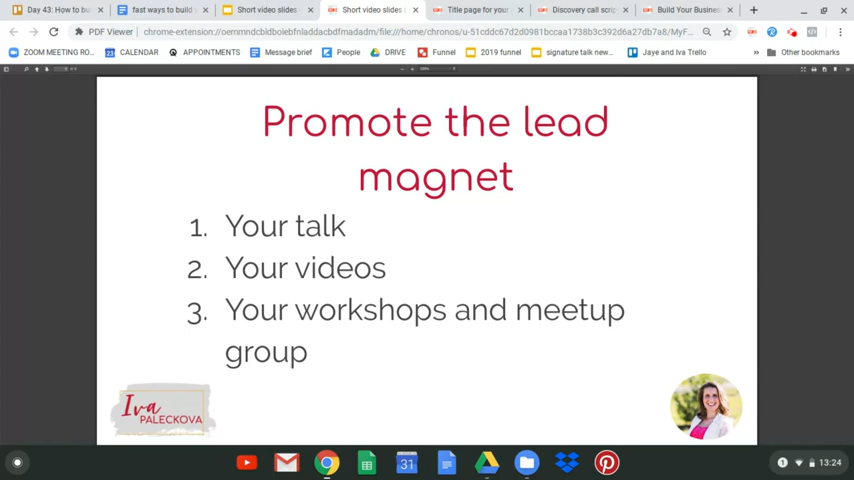 Day 43: How to bu
fast ways to build
Short video slides
Short video slides
Title page for your
Discovery call scrip
Build Your Busines
PDF Viewer
chrome-extension://oemmndcbldboiebfnladdacbdfmadadm/file:///home/chronos/u-51cddc67d2d0981bccaa1738b3c392d6a27db7a8/MyF
ZOOM MEETING RO...
CALENDAR
APPOINTMENTS
Message brief
People
DRIVE
Funnel
2019 funnel
signature talk new...
Jaye and Iva Trello
Other bookmarks
Promote the lead
magnet
1. Your talk
2. Your videos
3. Your workshops and meetup
group
Iva
PALECKOVA
31
1
13:24